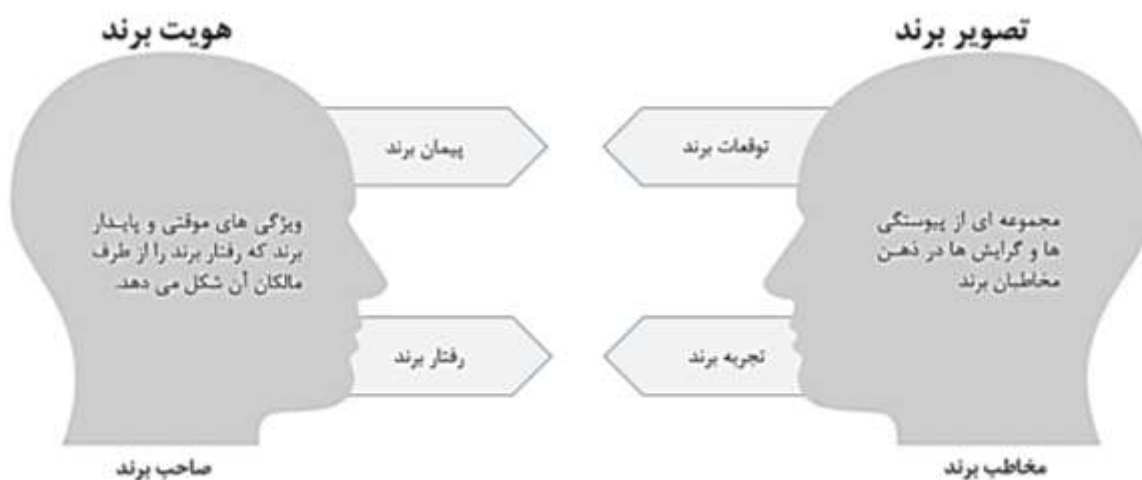 تصویر برند
هویت برند
توقعات برند
پیمان برند
مجموعه ای از پیوستگی
ها و گرایش ها در ذهن
مخاطبان برند
ویژگی های موقتی و پایدار
برند که رفتار برند را از طرف
مالکان آن شکل می دهد.
تجربه برند
رفتار برند
مخاطب برند
صاحب برند